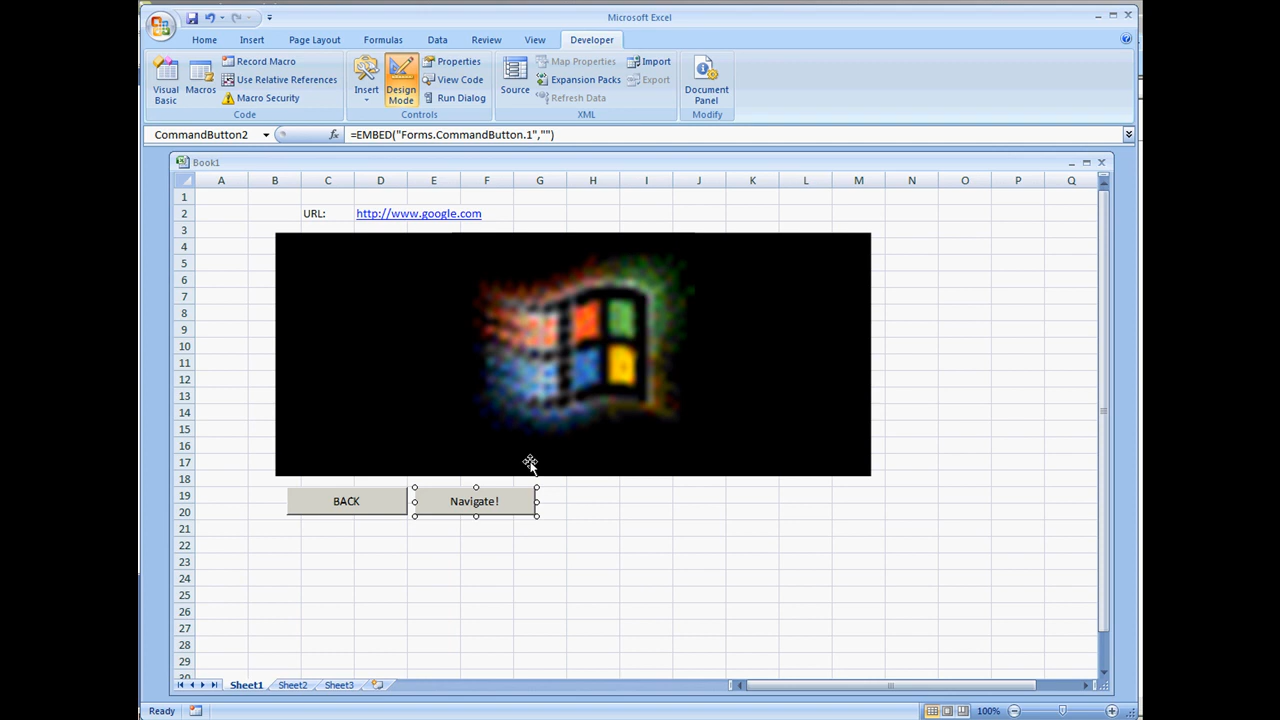 Microsoft Excel
Home Insert Page Layout Formulas Data Review View Developer
Record Macro Properties Map Properties Import
Visual Basic Macros Use Relative References Insert Design Mode View Code Source Expansion Packs Export Document Panel
Macro Security Run Dialog Refresh Data
Code Controls XML Modify
CommandButton2 fx =EMBED("Forms.CommandButton.1","")
Book1
A B C D E F G H I J K L M N O P Q
1
2 URL: http://www.google.com
3
4
5
6
7
8
9
10
11
12
13
14
15
16
17
18
19 BACK Navigate!
20
21
22
23
24
25
26
27
28
29
30
Sheet1 Sheet2 Sheet3
Ready 100%